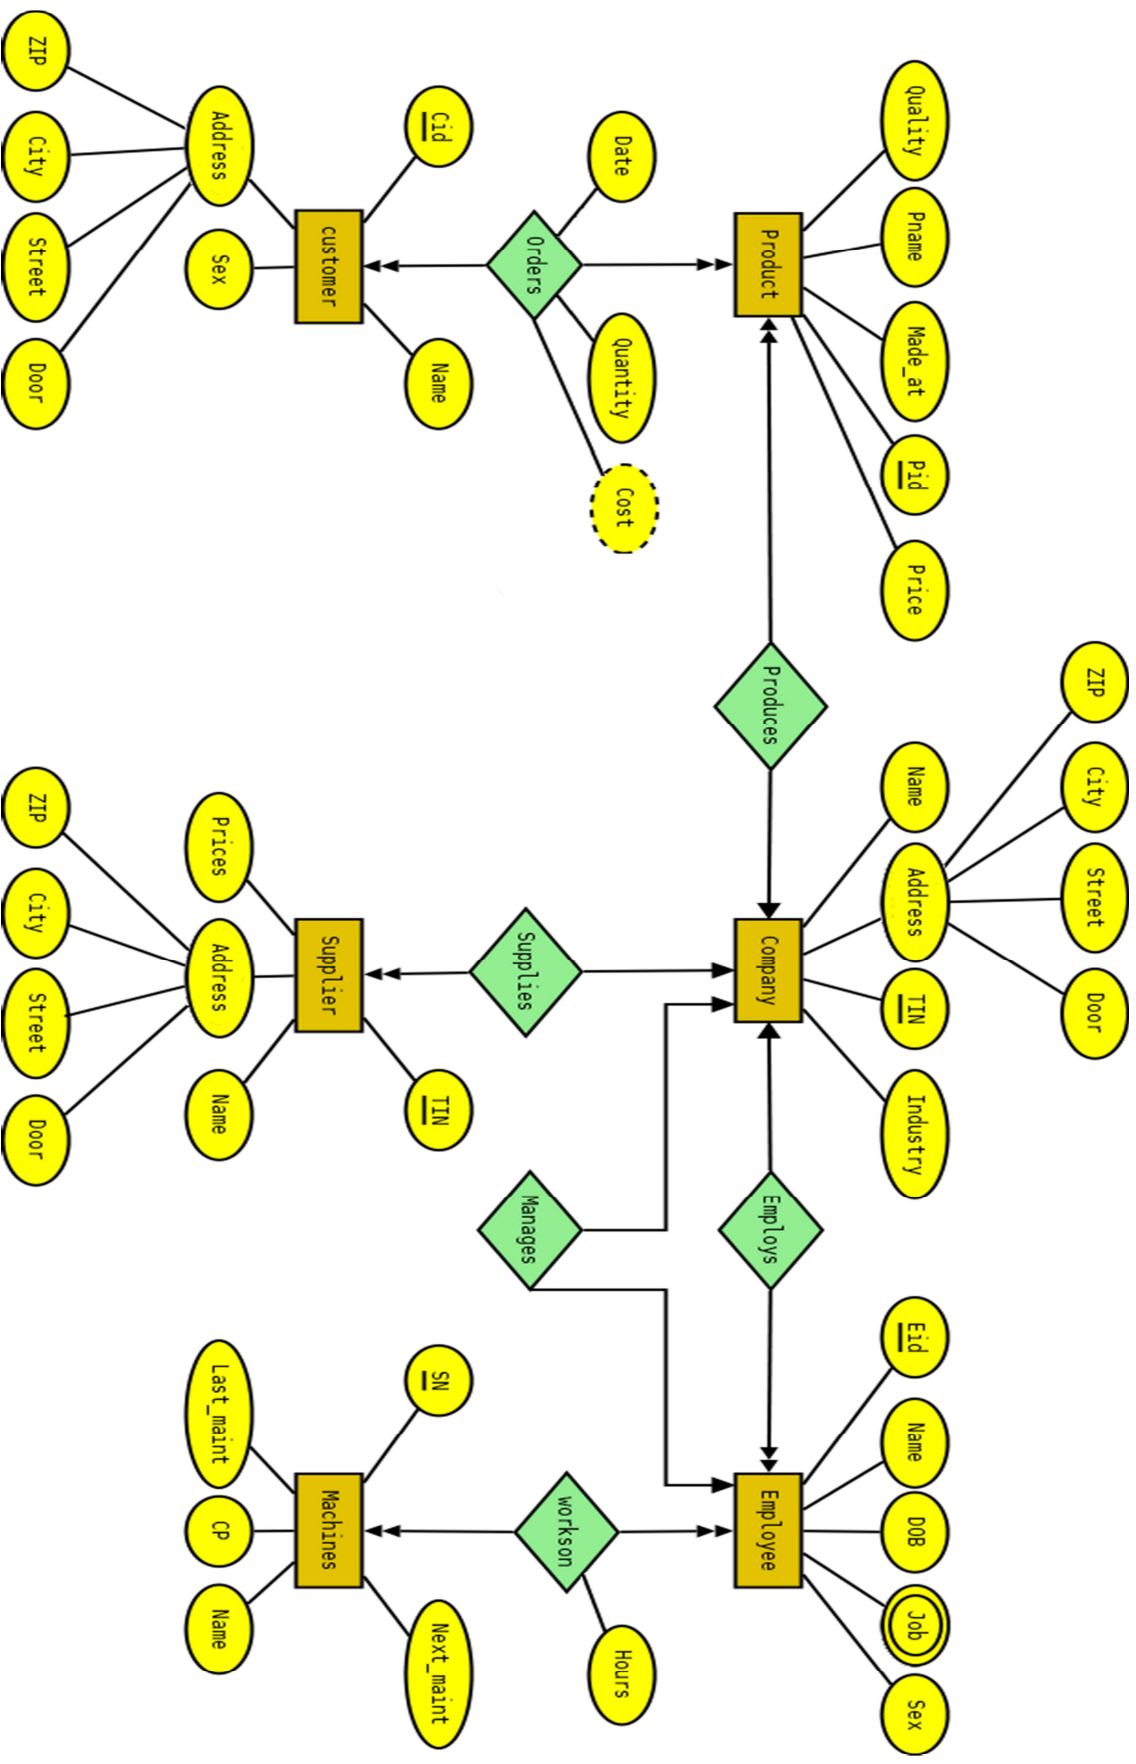 ZIP
City
Street
Door
Quality
Pname
Made_at
Pid
Price
Name
Address
TIN
Industry
Eid
Name
DOB
Job
Sex
Product
Produces
Company
Employs
Employee
Date
Quantity
Cost
Hours
Orders
Supplies
Manages
workson
Cid
Name
TIN
SN
Next_maint
customer
Supplier
Machines
Address
Sex
Prices
Address
Name
Last_maint
CP
Name
ZIP
City
Street
Door
ZIP
City
Street
Door